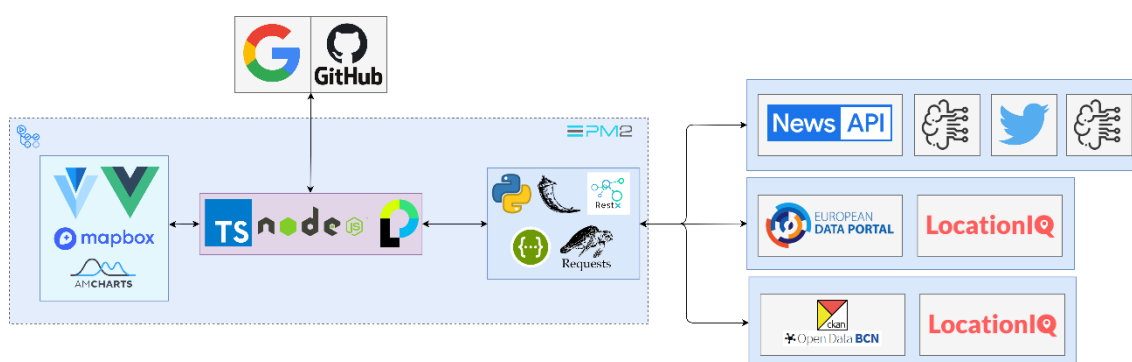 GitHub
PM2
mapbox
AMCHARTS
TS
node
JS
RestX
{···}
Requests
News API
EUROPEAN
DATA PORTAL
LocationIQ
ckan
Open Data BCN
LocationIQ